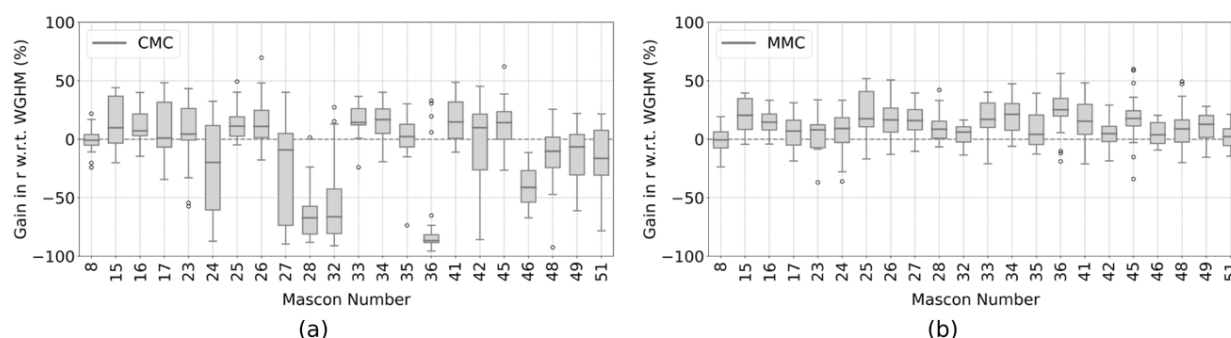 CMC
Gain in r w.r.t. WGHM (%)
100
50
0
−50
−100
8 15 16 17 23 24 25 26 27 28 32 33 34 35 36 41 42 45 46 48 49 51
Mascon Number
(a)
MMC
Gain in r w.r.t. WGHM (%)
100
50
0
−50
−100
8 15 16 17 23 24 25 26 27 28 32 33 34 35 36 41 42 45 46 48 49 51
Mascon Number
(b)